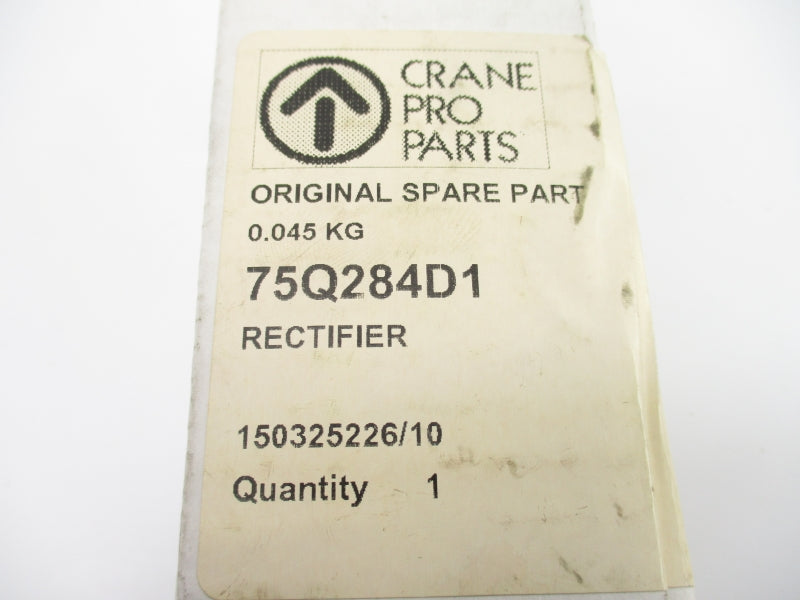 CRANE
PRO
PARTS
ORIGINAL SPARE PART
0.045 KG
75Q284D1
RECTIFIER
150325226/10
Quantity 1